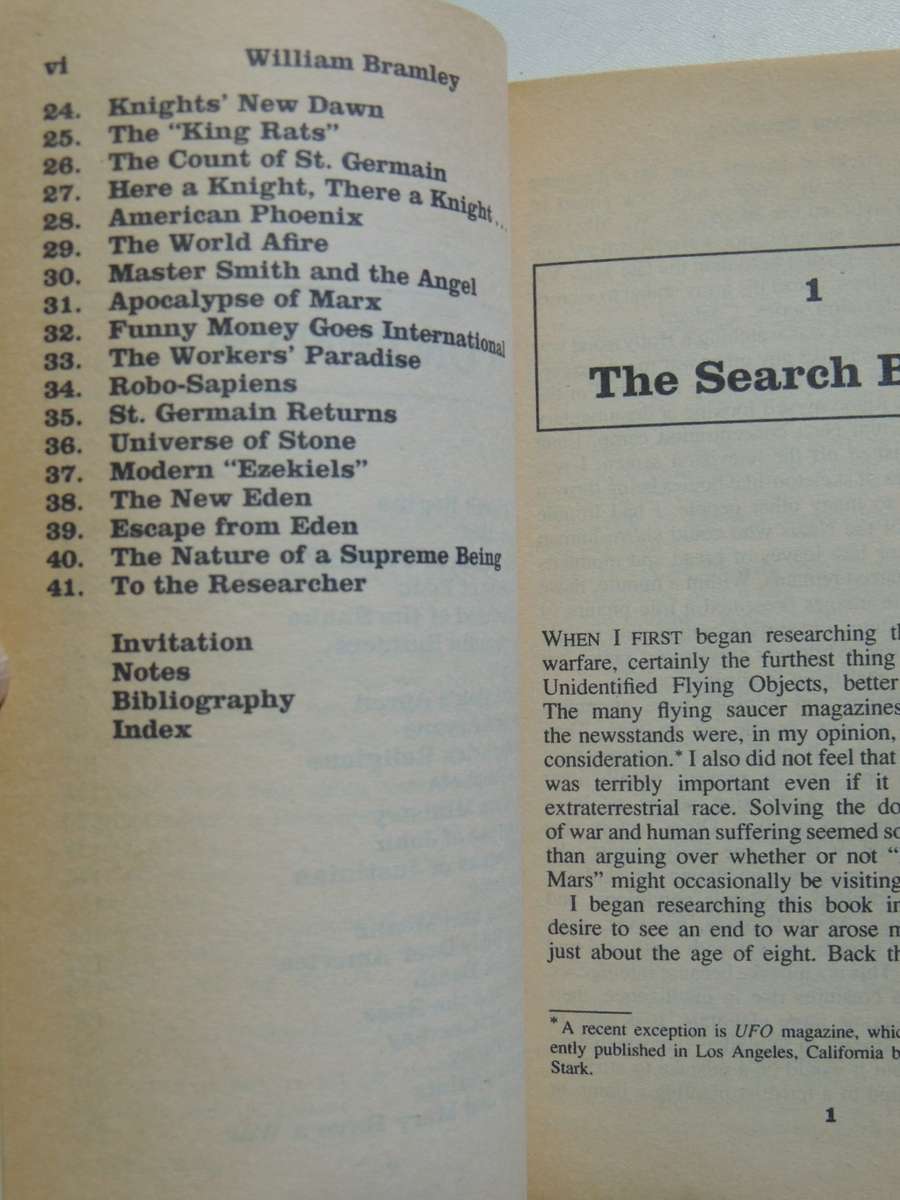 vi William Bramley
24. Knights' New Dawn
25. The "King Rats"
26. The Count of St. Germain
27. Here a Knight, There a Knight...
28. American Phoenix
29. The World Afire
30. Master Smith and the Angel
31. Apocalypse of Marx
32. Funny Money Goes International
33. The Workers' Paradise
34. Robo-Sapiens
35. St. Germain Returns
36. Universe of Stone
37. Modern "Ezekiels"
38. The New Eden
39. Escape from Eden
40. The Nature of a Supreme Being
41. To the Researcher
Invitation
Notes
Bibliography
Index
1
The Search
WHEN I FIRST began researching
warfare, certainly the furthest thing
Unidentified Flying Objects, better
The many flying saucer magazines
the newsstands were, in my opinion,
consideration.* I also did not feel that
was terribly important even if it
extraterrestrial race. Solving the
of war and human suffering seemed
than arguing over whether or not "
Mars" might occasionally be visiting
I began researching this book
desire to see an end to war arose
just about the age of eight. Back
*A recent exception is UFO magazine,
ently published in Los Angeles, California
Stark.
1